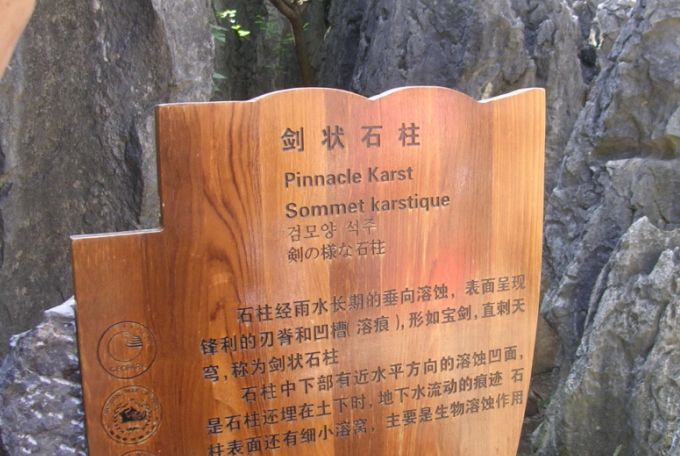 剑状石柱
Pinnacle Karst
Sommet karstique
검모양 석주
剣の様な石柱
石柱经雨水长期的垂向溶蚀，表面呈现
锋利的刃脊和凹槽(溶痕)，形如宝剑，直刺天
穹，称为剑状石柱
石柱中下部有近水平方向的溶蚀凹面，
是石柱还埋在土下时，地下水流动的痕迹 石
柱表面还有细小溶窝，主要是生物溶蚀作用